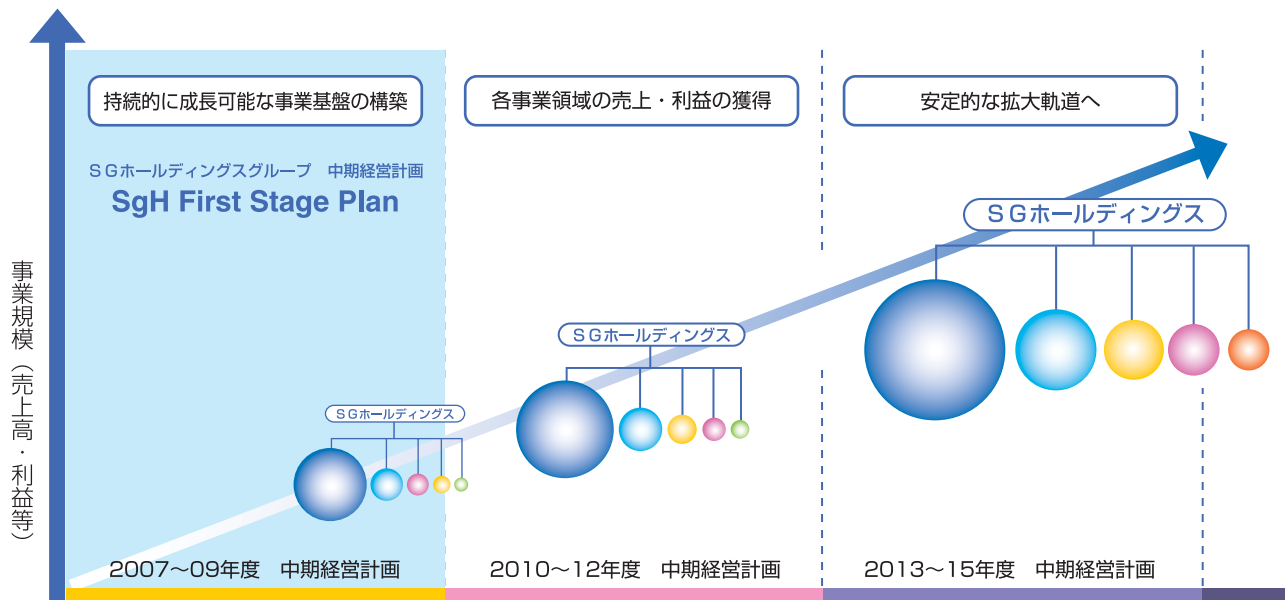 持続的に成長可能な事業基盤の構築
各事業領域の売上・利益の獲得
安定的な拡大軌道へ
SGホールディングスグループ　中期経営計画
SgH First Stage Plan
SGホールディングス
SGホールディングス
SGホールディングス
事業規模（売上高・利益等）
2007〜09年度　中期経営計画
2010〜12年度　中期経営計画
2013〜15年度　中期経営計画